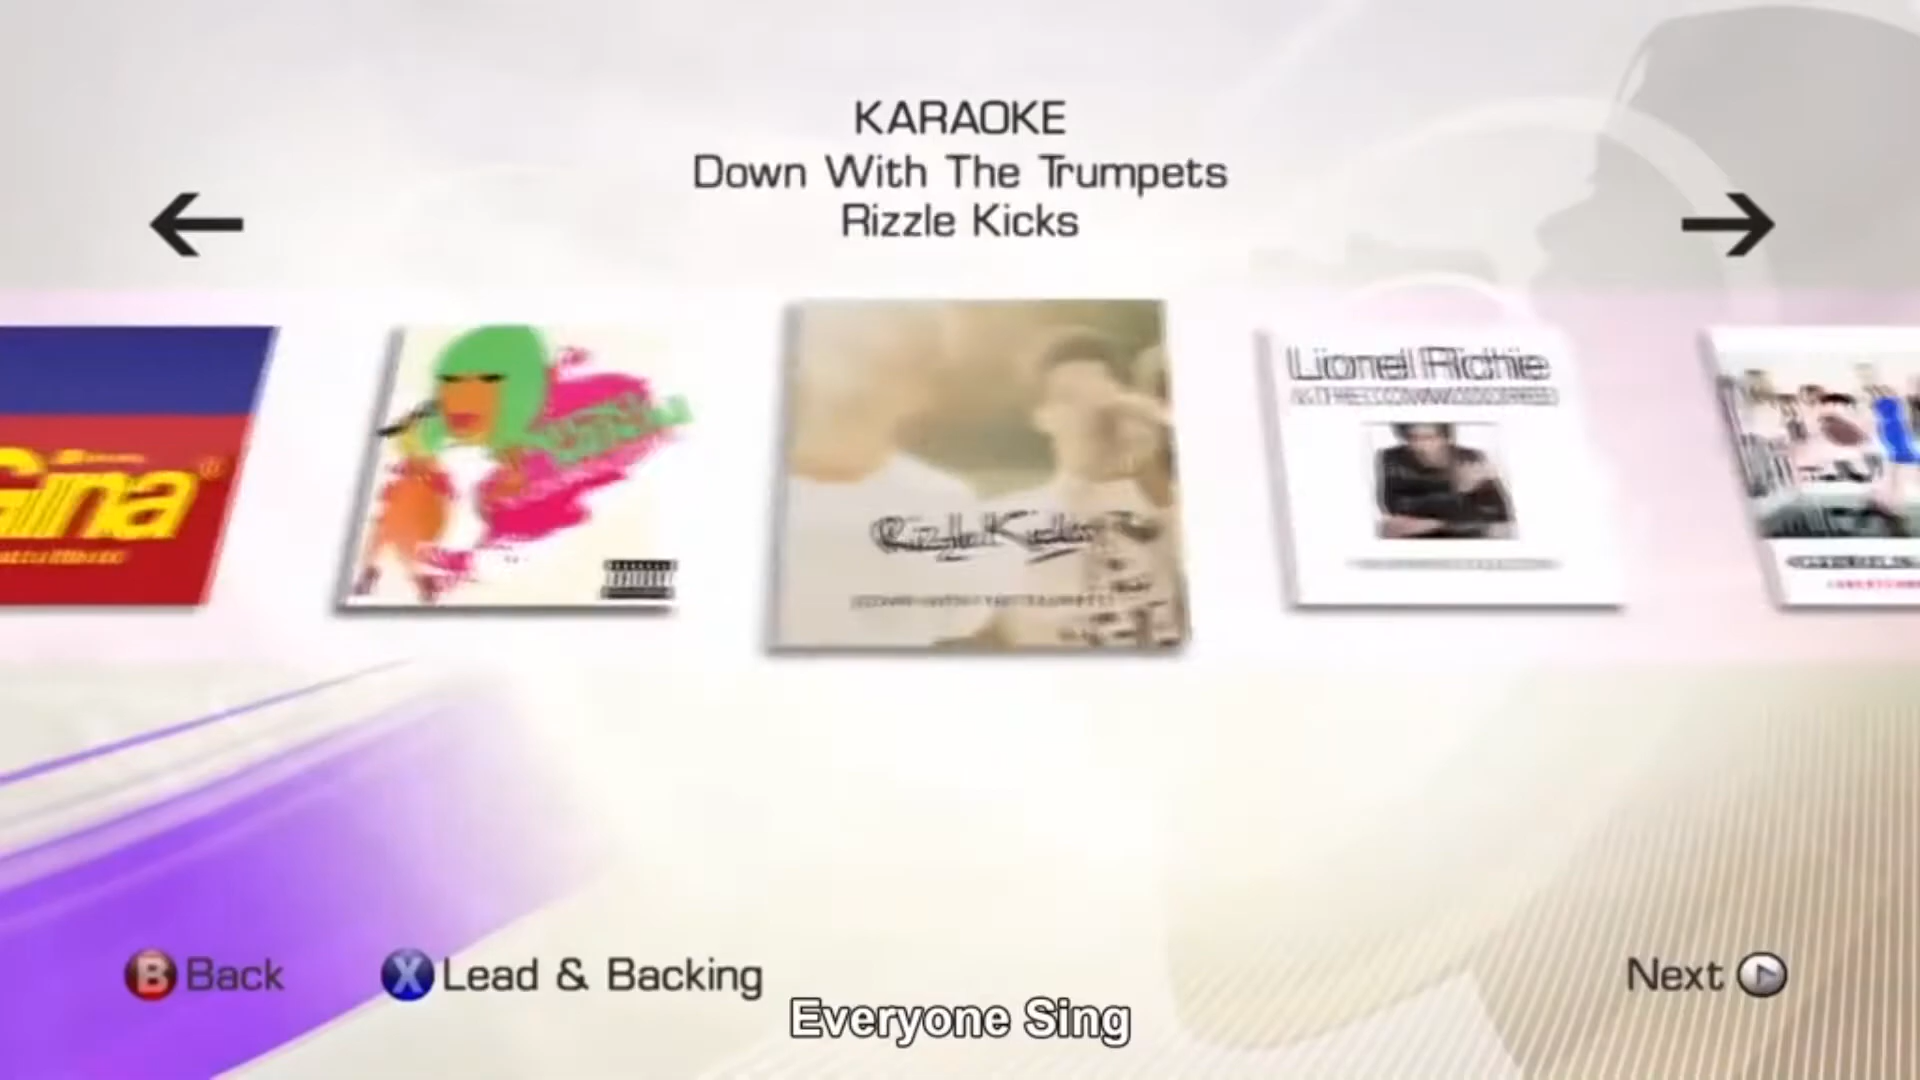 KARAOKE
Down With The Trumpets
Rizzle Kicks
Gina
Lionel Richie
Rizzle Kicks
B Back
X Lead & Backing
Next
Everyone Sing